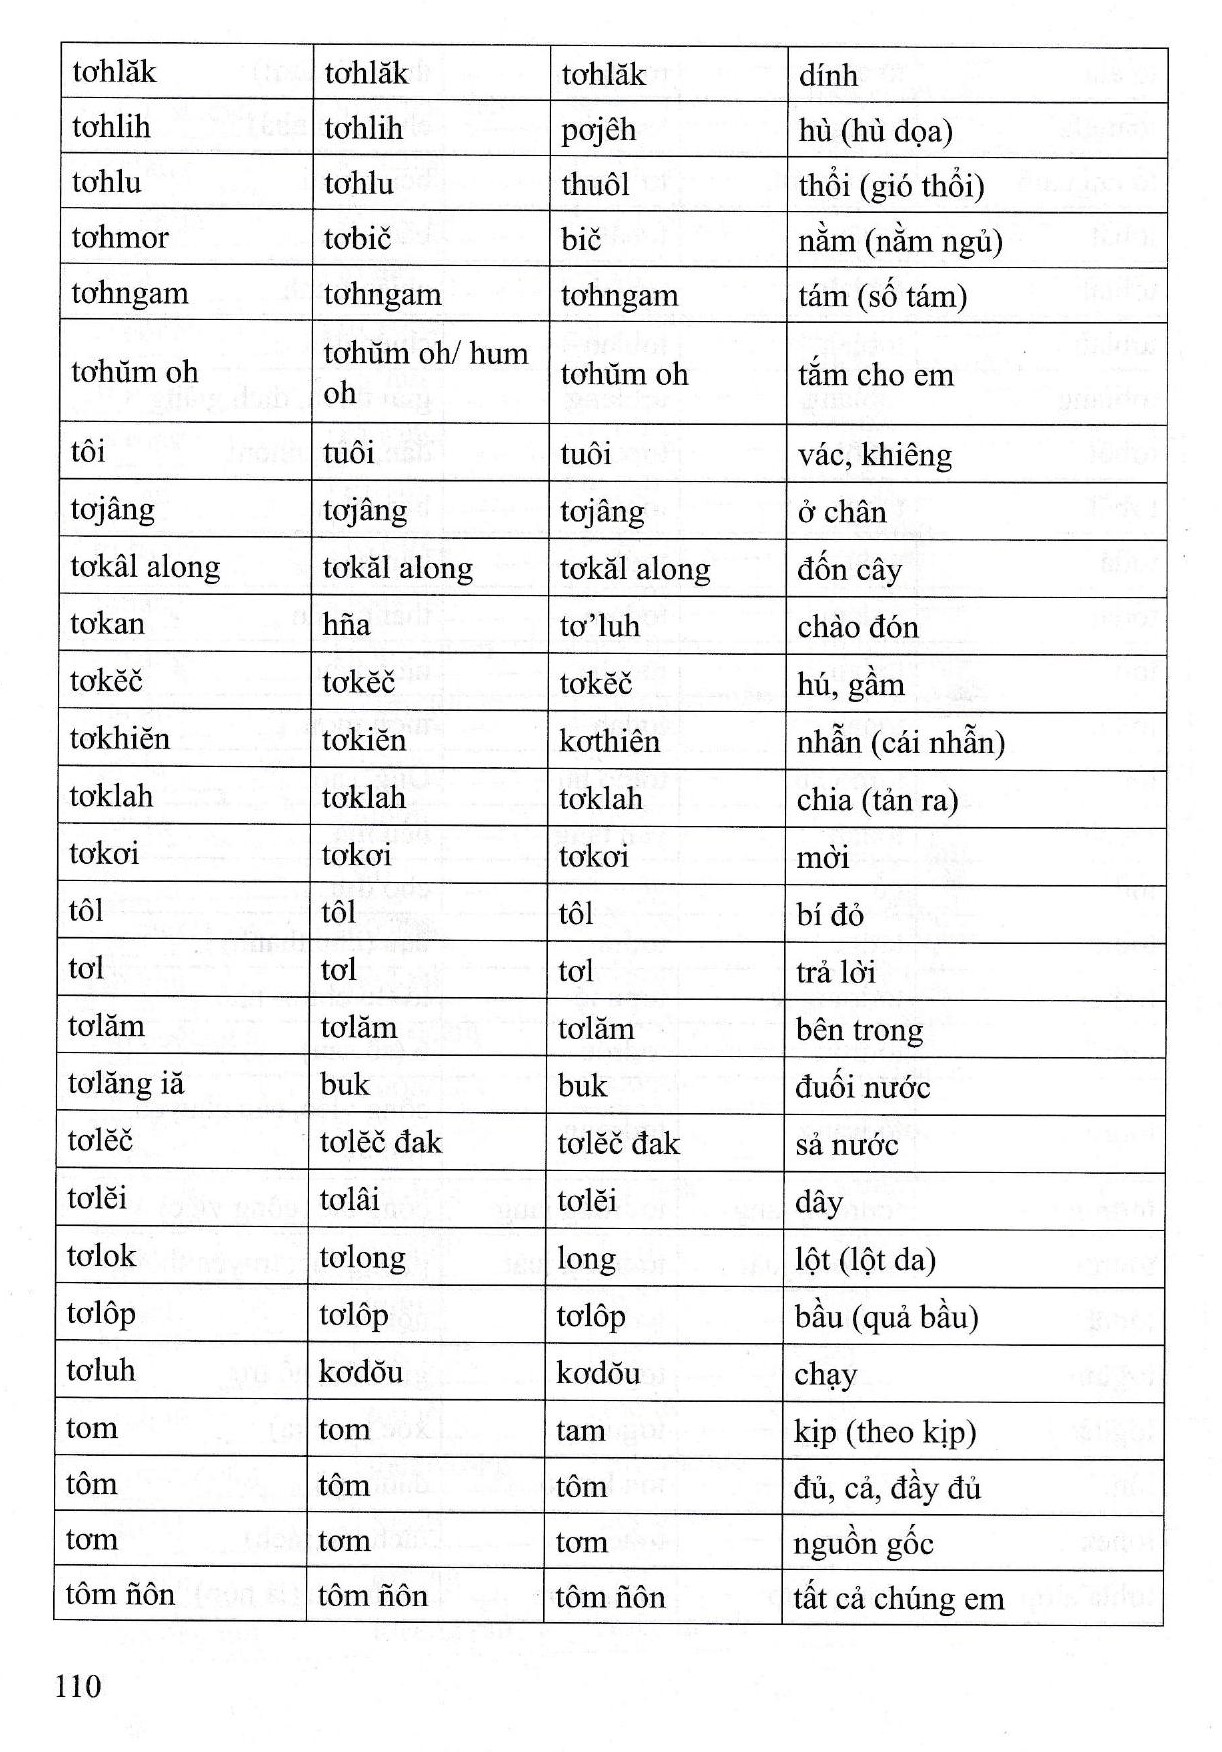 tơhlăk tơhlăk tơhlăk dính
tơhlih tơhlih pơjêh hù (hù dọa)
tơhlu tơhlu thuôl thổi (gió thổi)
tơhmor tơbič bič nằm (nằm ngủ)
tơhngam tơhngam tơhngam tám (số tám)
tơhŭm oh tơhŭm oh/ hum oh tơhŭm oh tắm cho em
tôi tuôi tuôi vác, khiêng
tơjâng tơjâng tơjâng ở chân
tơkâl along tơkăl along tơkăl along đốn cây
tơkan hña tơ’luh chào đón
tơkĕč tơkĕč tơkĕč hú, gầm
tơkhiĕn tơkiĕn kơthiên nhẫn (cái nhẫn)
tơklah tơklah tơklah chia (tản ra)
tơkơi tơkơi tơkơi mời
tôl tôl tôl bí đỏ
tơl tơl tơl trả lời
tơlăm tơlăm tơlăm bên trong
tơlăng iă buk buk đuối nước
tơlĕč tơlĕč đak tơlĕč đak sả nước
tơlĕi tơlâi tơlĕi dây
tơlok tơlong long lột (lột da)
tơlôp tơlôp tơlôp bầu (quả bầu)
tơluh kơdŏu kơdŏu chạy
tom tom tam kịp (theo kịp)
tôm tôm tôm đủ, cả, đầy đủ
tơm tơm tơm nguồn gốc
tôm ñôn tôm ñôn tôm ñôn tất cả chúng em
110